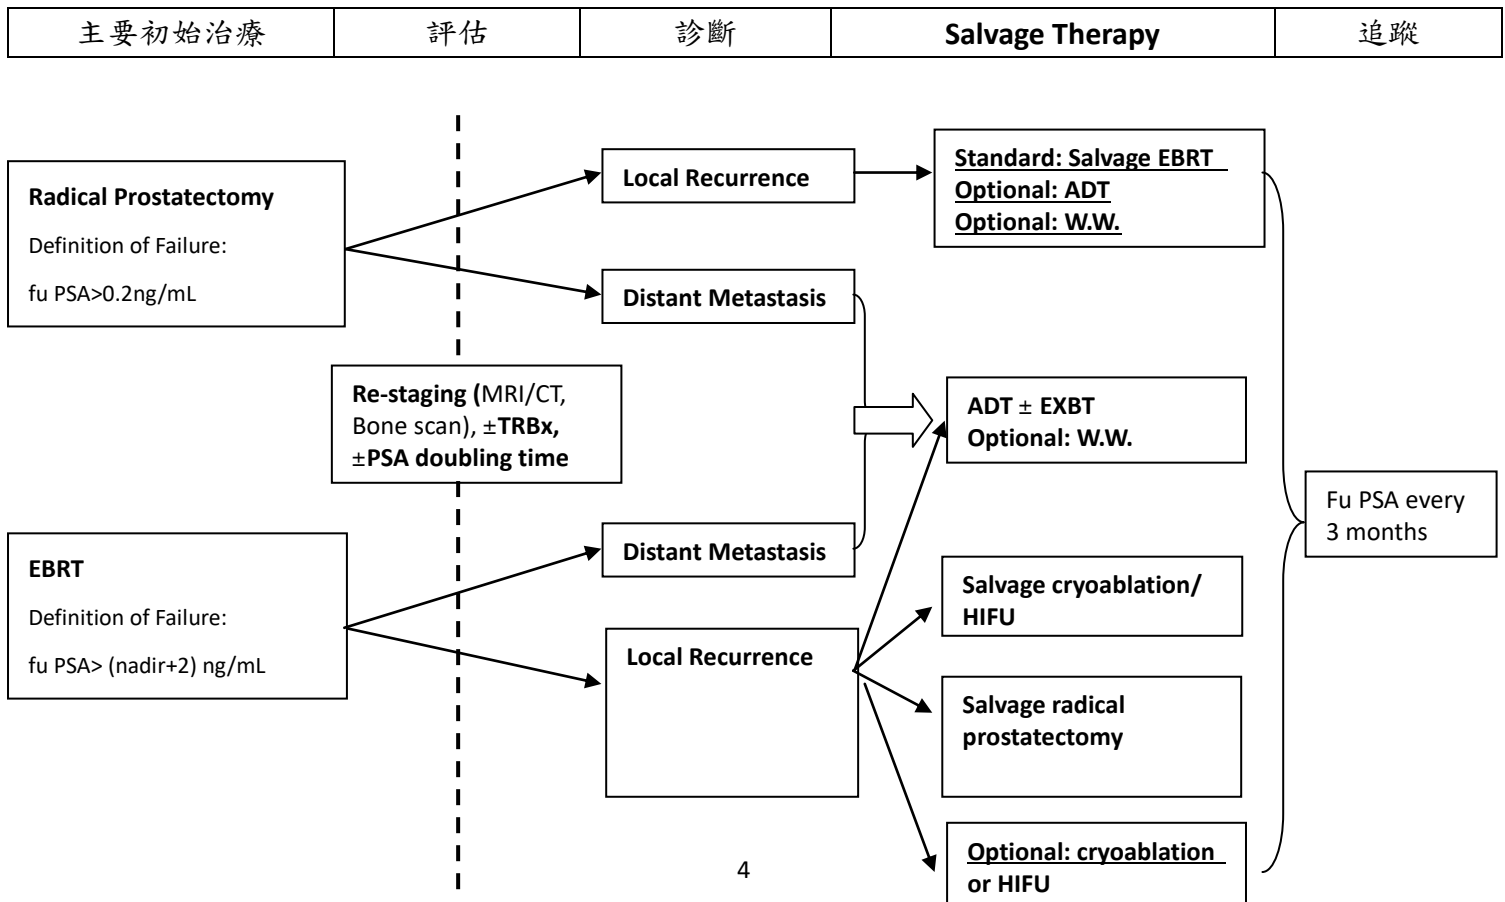 主要初始治療
評估
診斷
Salvage Therapy
追蹤
Radical Prostatectomy
Definition of Failure:
fu PSA>0.2ng/mL
Local Recurrence
Standard: Salvage EBRT
Optional: ADT
Optional: W.W.
Distant Metastasis
Re-staging (MRI/CT,
Bone scan), ±TRBx,
±PSA doubling time
ADT ± EXBT
Optional: W.W.
Fu PSA every
3 months
EBRT
Definition of Failure:
fu PSA> (nadir+2) ng/mL
Distant Metastasis
Local Recurrence
Salvage cryoablation/
HIFU
Salvage radical
prostatectomy
Optional: cryoablation
or HIFU
4